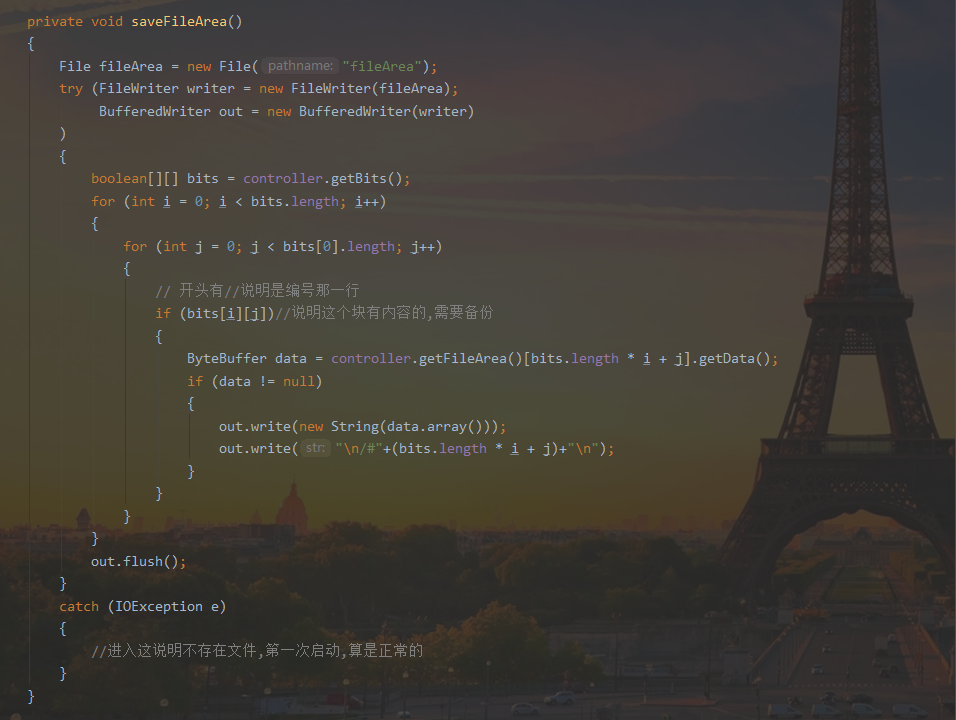 private void saveFileArea()
{
File fileArea = new File( pathname: "fileArea");
try (FileWriter writer = new FileWriter(fileArea);
BufferedWriter out = new BufferedWriter(writer)
)
{
boolean[][] bits = controller.getBits();
for (int i = 0; i < bits.length; i++)
{
for (int j = 0; j < bits[0].length; j++)
{
// 开头有//说明是编号那一行
if (bits[i][j])//说明这个块有内容的,需要备份
{
ByteBuffer data = controller.getFileArea()[bits.length * i + j].getData();
if (data != null)
{
out.write(new String(data.array()));
out.write( str: "\n/#"+(bits.length * i + j)+"\n");
}
}
}
}
out.flush();
}
catch (IOException e)
{
//进入这说明不存在文件,第一次启动,算是正常的
}
}